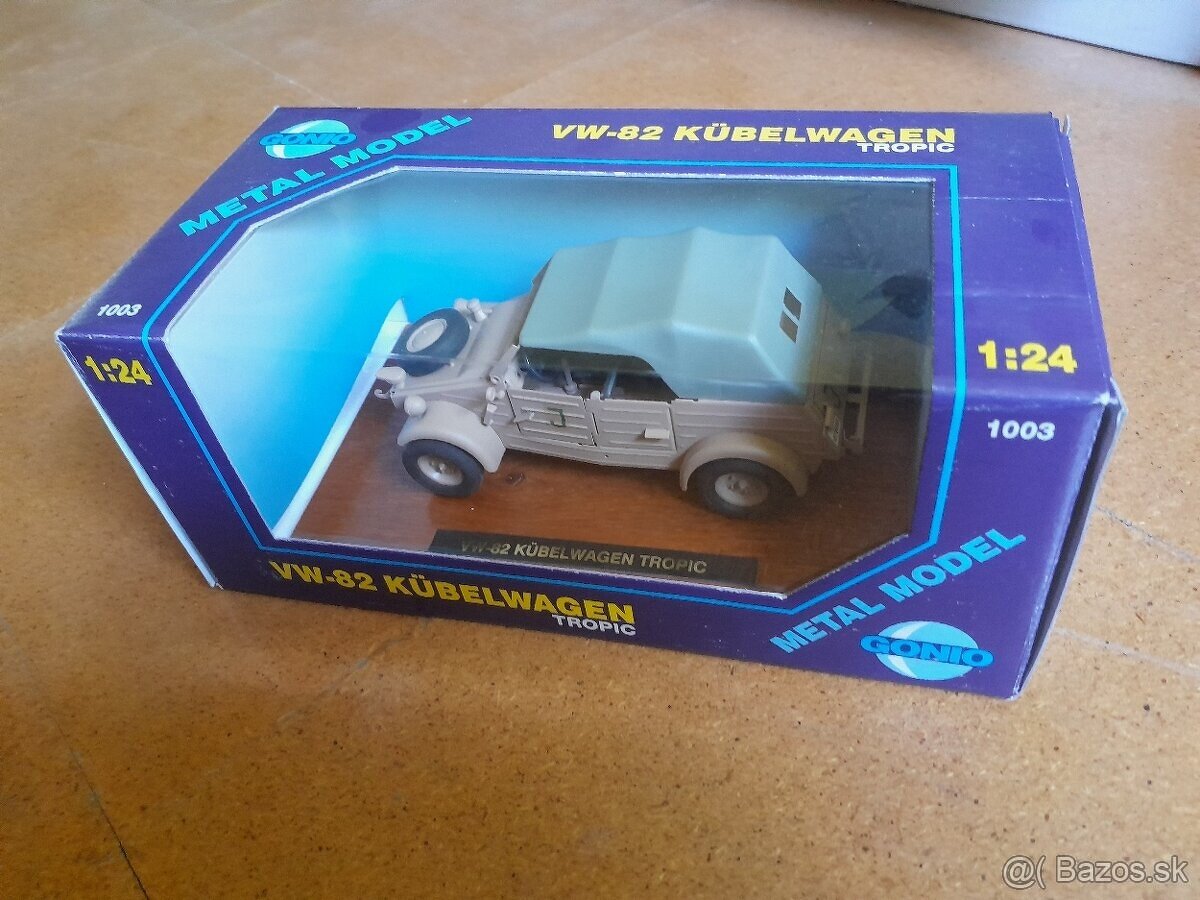 GONIO
METAL MODEL
VW-82 KÜBELWAGEN
TROPIC
1003
1:24
1:24
1003
VW-82 KÜBELWAGEN TROPIC
VW-82 KÜBELWAGEN
TROPIC
METAL MODEL
GONIO
@( Bazos.sk